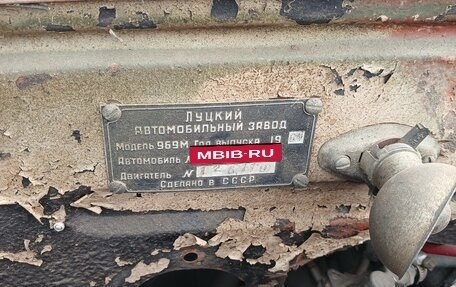 ЛУЦКИЙ
АВТОМОБИЛЬНЫЙ ЗАВОД
МОДЕЛЬ 969М ГОД ВЫПУСКА 19
АВТОМОБИЛЬ MBIB-RU
ДВИГАТЕЛЬ №
СДЕЛАНО В СССР